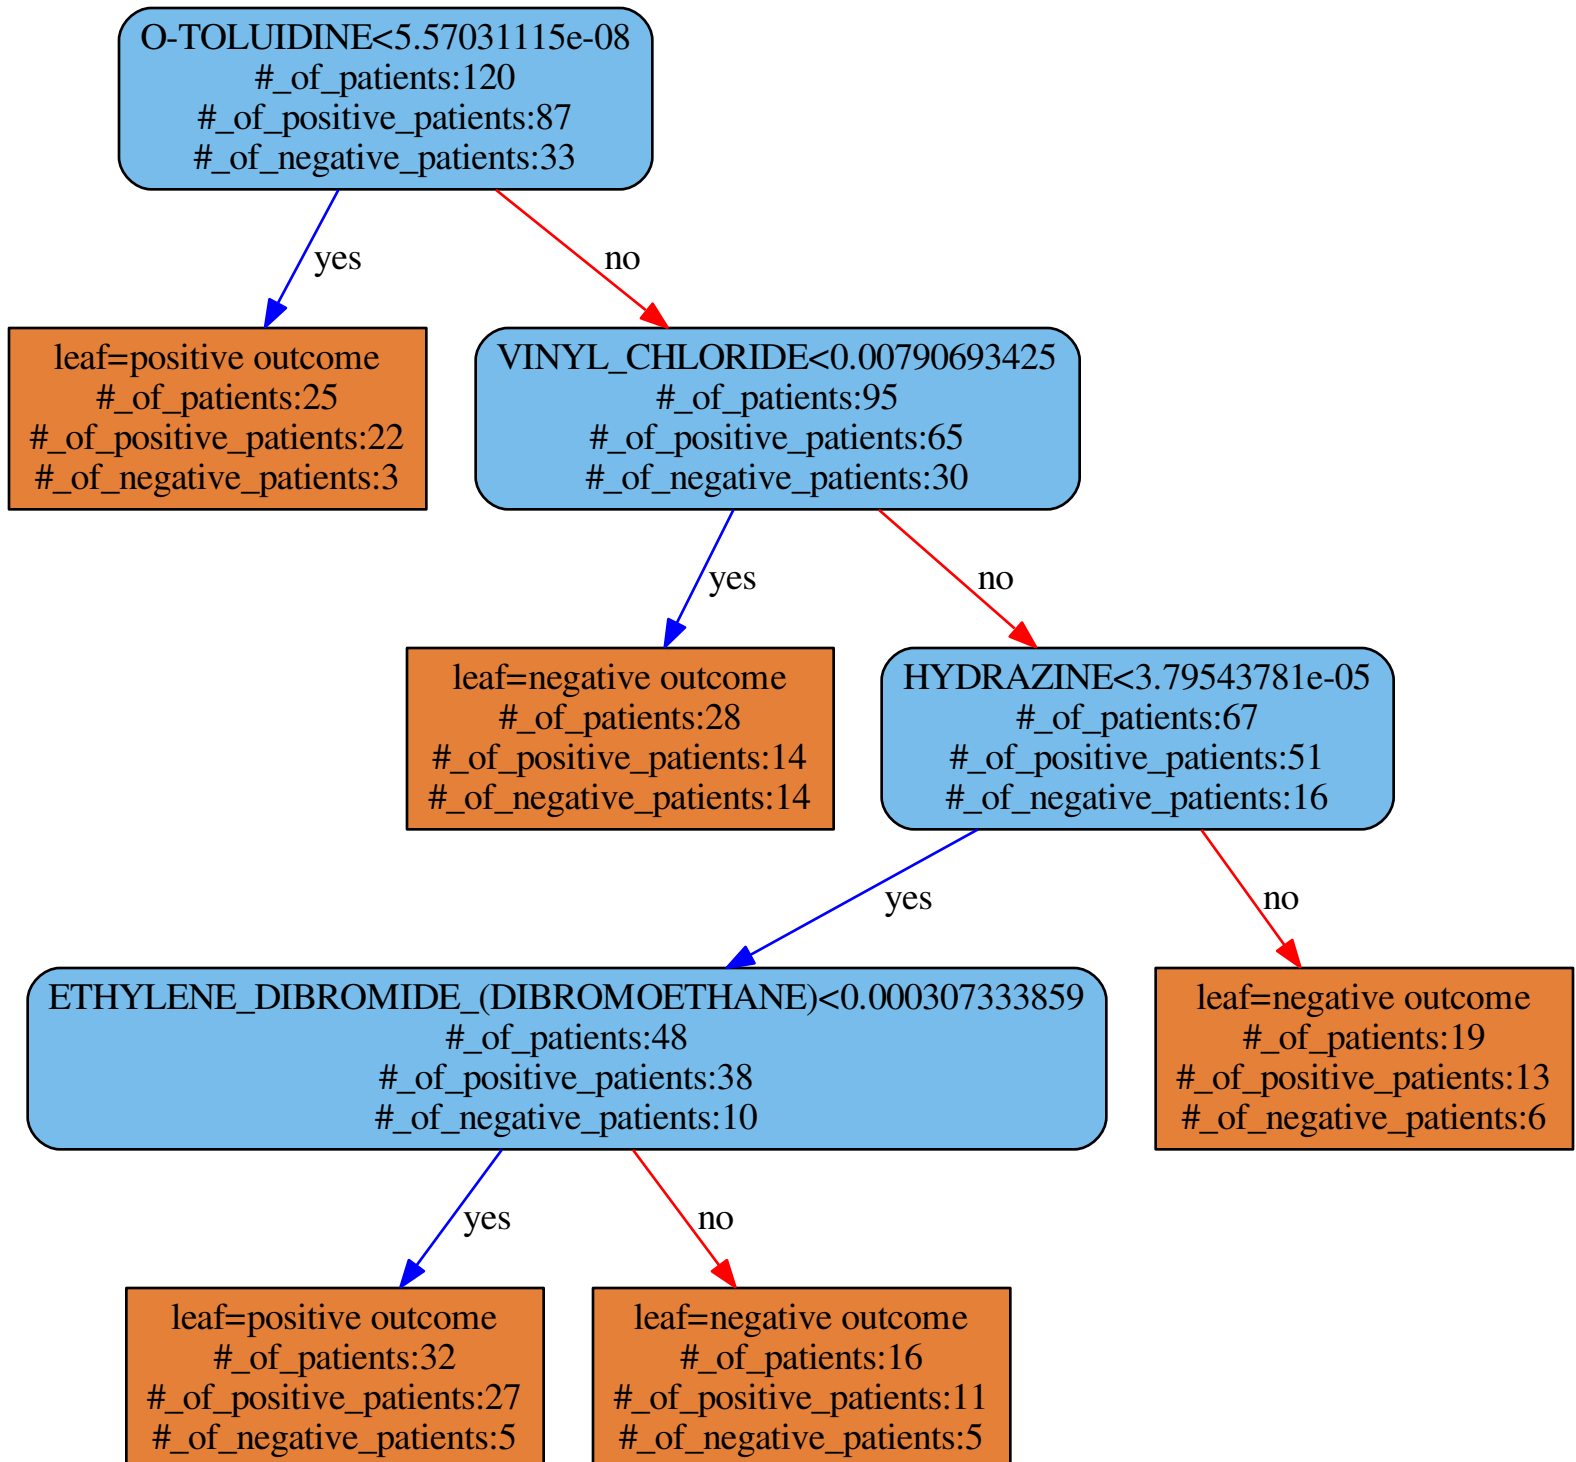 O-TOLUIDINE<5.57031115e-08
#_of_patients:120
#_of_positive_patients:87
#_of_negative_patients:33
yes
no
leaf=positive outcome
#_of_patients:25
#_of_positive_patients:22
#_of_negative_patients:3
VINYL_CHLORIDE<0.00790693425
#_of_patients:95
#_of_positive_patients:65
#_of_negative_patients:30
yes
no
leaf=negative outcome
#_of_patients:28
#_of_positive_patients:14
#_of_negative_patients:14
HYDRAZINE<3.79543781e-05
#_of_patients:67
#_of_positive_patients:51
#_of_negative_patients:16
yes
no
ETHYLENE_DIBROMIDE_(DIBROMOETHANE)<0.000307333859
#_of_patients:48
#_of_positive_patients:38
#_of_negative_patients:10
leaf=negative outcome
#_of_patients:19
#_of_positive_patients:13
#_of_negative_patients:6
yes
no
leaf=positive outcome
#_of_patients:32
#_of_positive_patients:27
#_of_negative_patients:5
leaf=negative outcome
#_of_patients:16
#_of_positive_patients:11
#_of_negative_patients:5